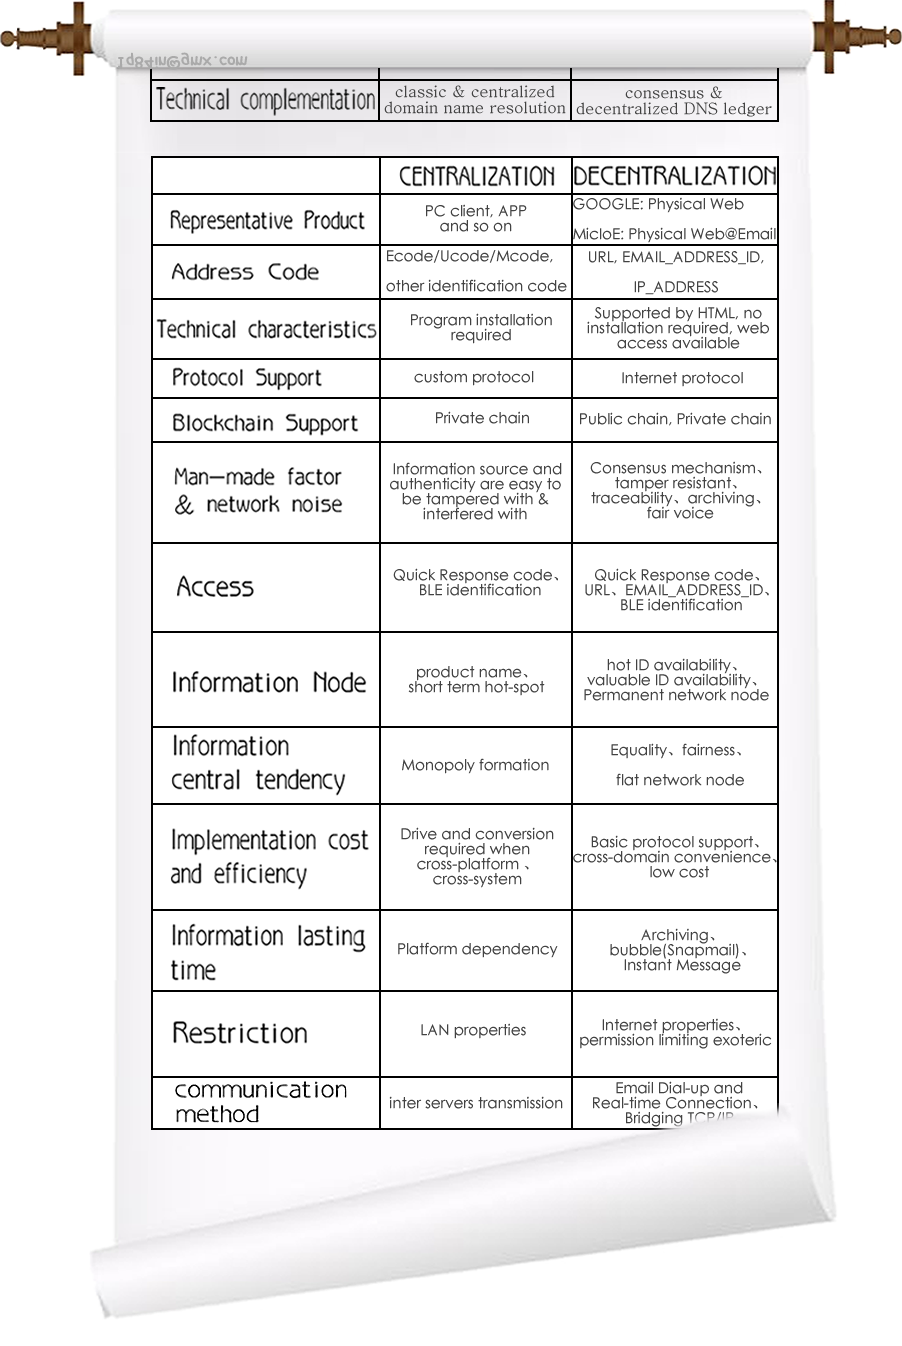 1q84in@gmx.com
Technical complementation
classic & centralized
domain name resolution
consensus &
decentralized DNS ledger
CENTRALIZATION
DECENTRALIZATION
Representative Product
PC client, APP
and so on
GOOGLE: Physical Web
MicloE: Physical Web@Email
Address Code
Ecode/Ucode/Mcode,
other identification code
URL, EMAIL_ADDRESS_ID,
IP_ADDRESS
Technical characteristics
Program installation
required
Supported by HTML, no
installation required, web
access available
Protocol Support
custom protocol
Internet protocol
Blockchain Support
Private chain
Public chain, Private chain
Man-made factor
& network noise
Information source and
authenticity are easy to
be tampered with &
interfered with
Consensus mechanism、
tamper resistant、
traceability、archiving、
fair voice
Access
Quick Response code、
BLE identification
Quick Response code、
URL、EMAIL_ADDRESS_ID、
BLE identification
Information Node
product name、
short term hot-spot
hot ID availability、
valuable ID availability、
Permanent network node
Information
central tendency
Monopoly formation
Equality、fairness、
flat network node
Implementation cost
and efficiency
Drive and conversion
required when
cross-platform 、
cross-system
Basic protocol support、
cross-domain convenience、
low cost
Information lasting
time
Platform dependency
Archiving、
bubble(Snapmail)、
Instant Message
Restriction
LAN properties
Internet properties、
permission limiting exoteric
communication
method
inter servers transmission
Email Dial-up and
Real-time Connection、
Bridging TCP/IP